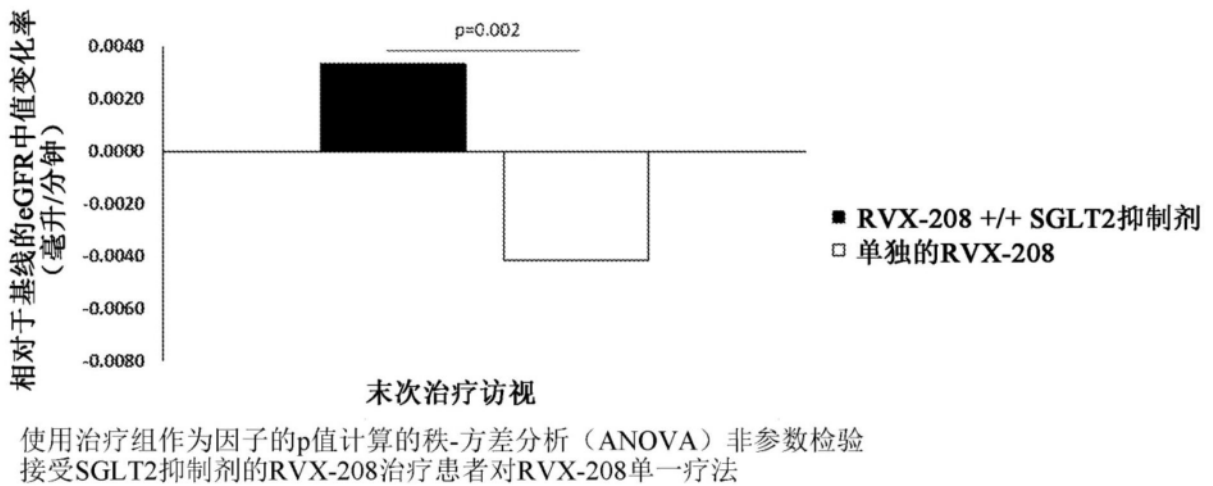 p=0.002
相对于基线的eGFR中值变化率
（毫升/分钟）
0.0040
0.0020
0.0000
-0.0020
-0.0040
-0.0060
-0.0080
RVX-208 +/+ SGLT2抑制剂
单独的RVX-208
末次治疗访视
使用治疗组作为因子的p值计算的秩-方差分析（ANOVA）非参数检验
接受SGLT2抑制剂的RVX-208治疗患者对RVX-208单一疗法